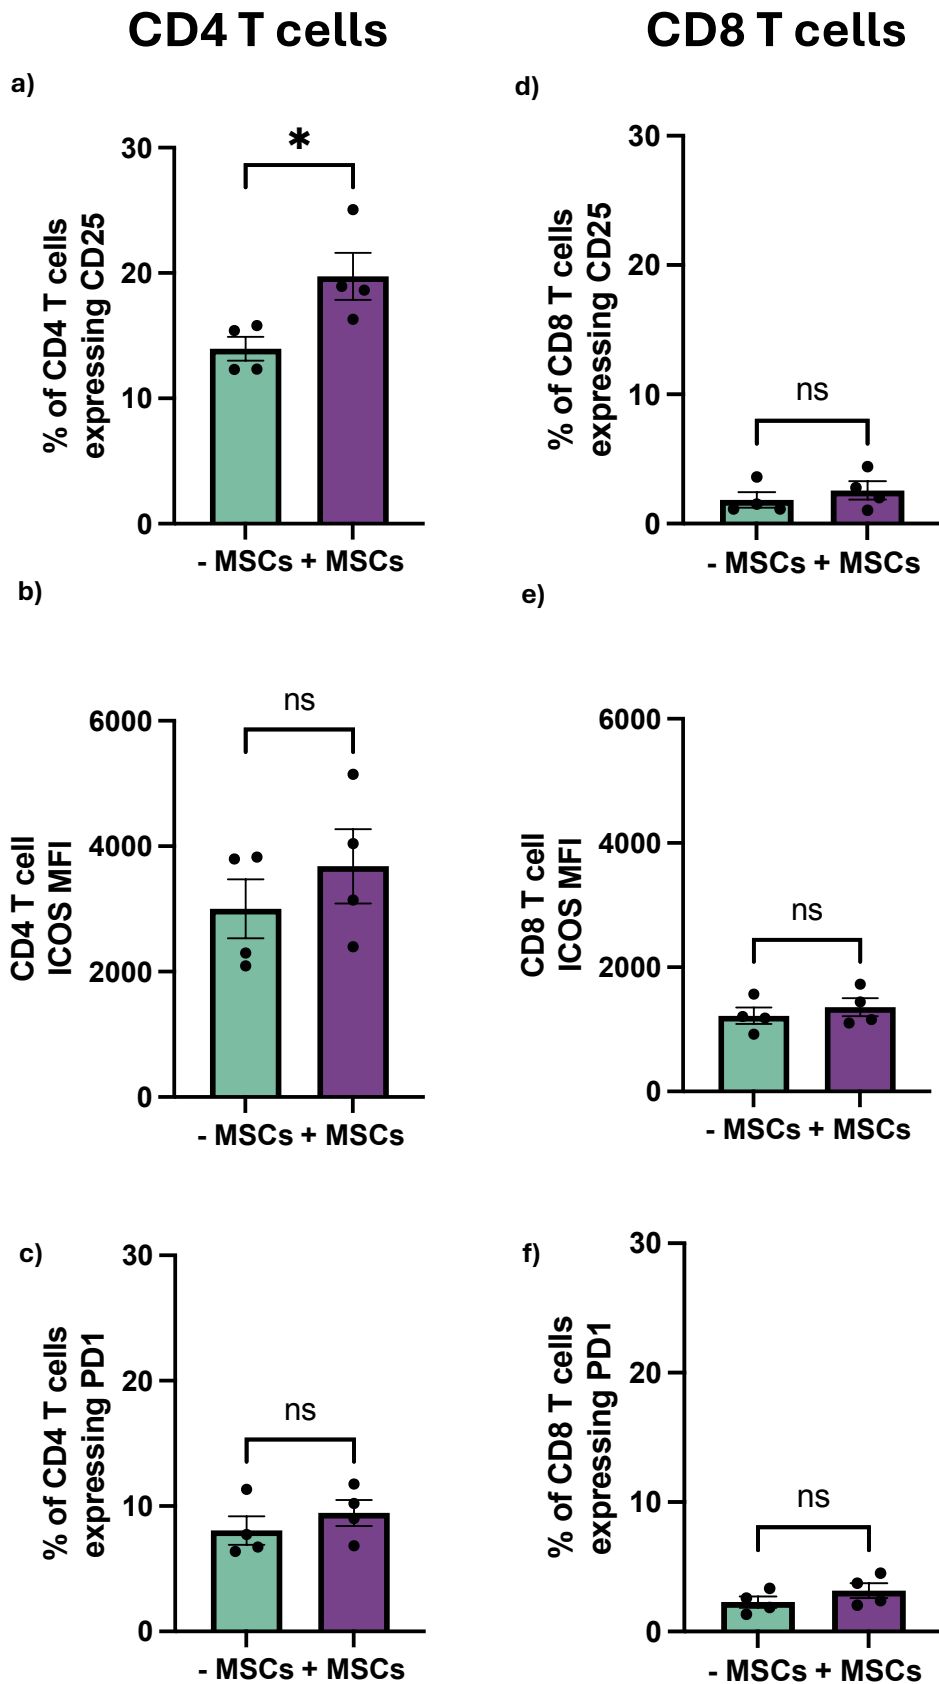 CD4 T cells
CD8 T cells
a)
% of CD4 T cells
expressing CD25
30
20
10
0
*
- MSCs + MSCs
d)
% of CD8 T cells
expressing CD25
30
20
10
0
ns
- MSCs + MSCs
b)
CD4 T cell
ICOS MFI
6000
4000
2000
0
ns
- MSCs + MSCs
e)
CD8 T cell
ICOS MFI
6000
4000
2000
0
ns
- MSCs + MSCs
c)
% of CD4 T cells
expressing PD1
30
20
10
0
ns
- MSCs + MSCs
f)
% of CD8 T cells
expressing PD1
30
20
10
0
ns
- MSCs + MSCs